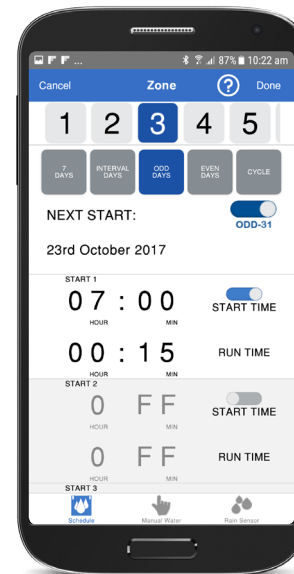 F F ... 87% 10:22 am
Cancel Zone ? Done
1 2 3 4 5
7 DAYS INTERVAL DAYS ODD DAYS EVEN DAYS CYCLE
NEXT START:
ODD-31
23rd October 2017
START 1
07 : 00 START TIME
HOUR MIN
00 : 15 RUN TIME
HOUR MIN
START 2
0 FF START TIME
HOUR MIN
0 FF RUN TIME
HOUR MIN
START 3
Schedule Manual Water Rain Sensor